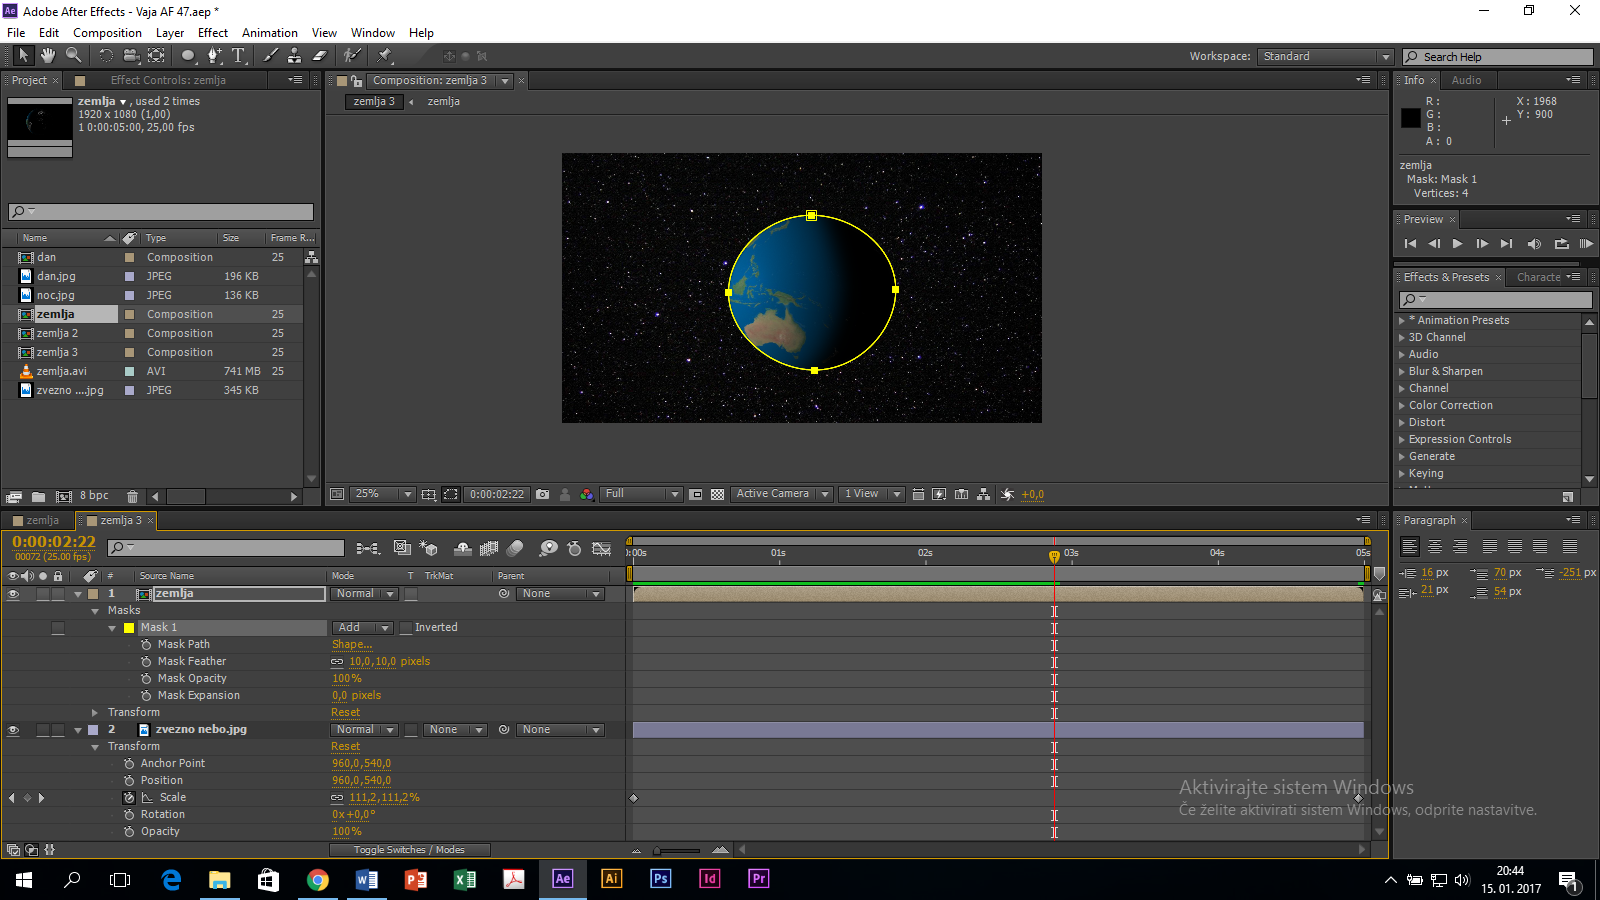 Adobe After Effects - Vaja AF 47.aep *
File Edit Composition Layer Effect Animation View Window Help
Workspace: Standard Search Help
Project Effect Controls: zemlja
zemlja , used 2 times
1920 x 1080 (1,00)
1 0:00:05:00, 25,00 fps
Name Type Size Frame R...
dan Composition 25
dan.jpg JPEG 196 KB
noc.jpg JPEG 136 KB
zemlja Composition 25
zemlja 2 Composition 25
zemlja 3 Composition 25
zemlja.avi AVI 741 MB 25
zvezno ....jpg JPEG 345 KB
8 bpc
Composition: zemlja 3
zemlja 3 zemlja
25% 0:00:02:22 Full Active Camera 1 View +0,0
Info Audio
R :
G :
B :
A : 0
X : 1968
Y : 900
zemlja
Mask: Mask 1
Vertices: 4
Preview
Effects & Presets Characte
* Animation Presets
3D Channel
Audio
Blur & Sharpen
Channel
Color Correction
Distort
Expression Controls
Generate
Keying
Paragraph
16 px 70 px -251 px
21 px 54 px
zemlja zemlja 3
0:00:02:22
00072 (25.00 fps)
:00s 01s 02s 03s 04s 05s
# Source Name Mode T TrkMat Parent
1 zemlja Normal None
Masks
Mask 1 Add Inverted
Mask Path Shape...
Mask Feather 10,0,10,0 pixels
Mask Opacity 100%
Mask Expansion 0,0 pixels
Transform Reset
2 zvezno nebo.jpg Normal None None
Transform Reset
Anchor Point 960,0,540,0
Position 960,0,540,0
Scale 111,2,111,2%
Rotation 0x+0,0°
Opacity 100%
Toggle Switches / Modes
Aktivirajte sistem Windows
Če želite aktivirati sistem Windows, odprite nastavitve.
20:44
15. 01. 2017
1